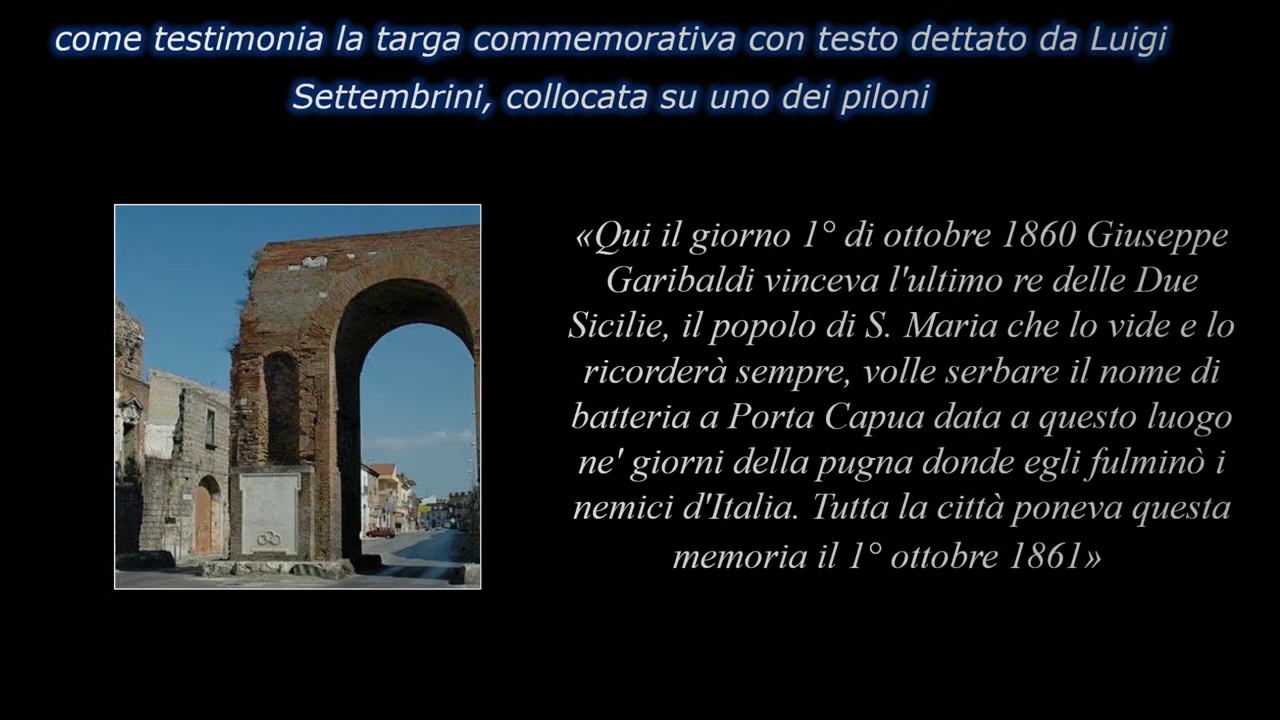 come testimonia la targa commemorativa con testo dettato da Luigi
Settembrini, collocata su uno dei piloni
«Qui il giorno 1° di ottobre 1860 Giuseppe
Garibaldi vinceva l'ultimo re delle Due
Sicilie, il popolo di S. Maria che lo vide e lo
ricorderà sempre, volle serbare il nome di
batteria a Porta Capua data a questo luogo
ne' giorni della pugna donde egli fulminò i
nemici d'Italia. Tutta la città poneva questa
memoria il 1° ottobre 1861»